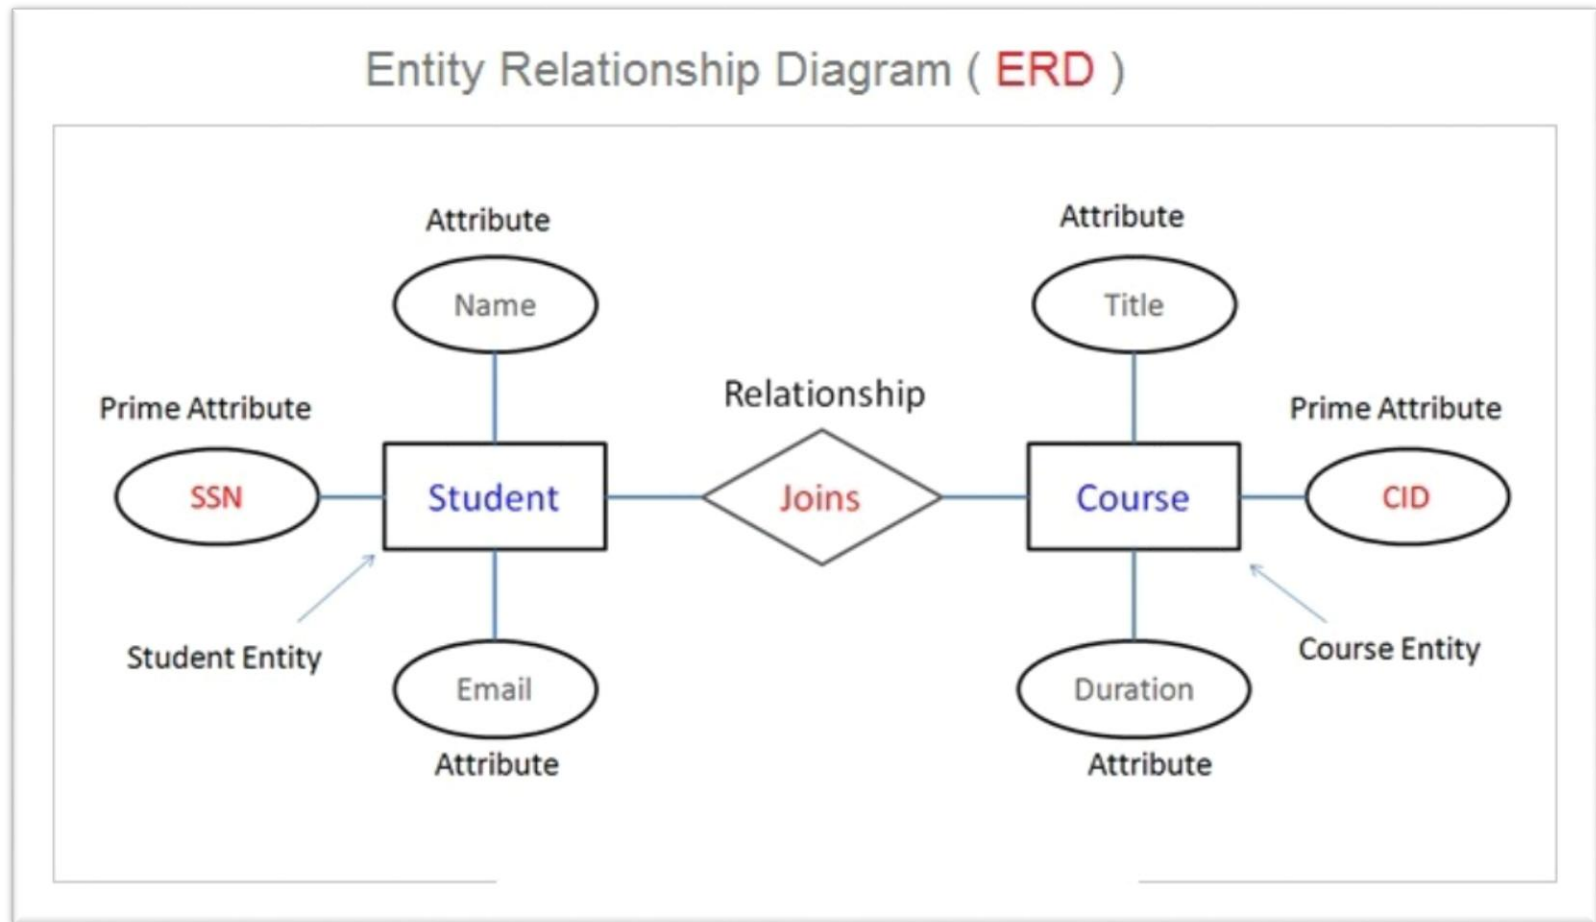 Entity Relationship Diagram ( ERD )
Attribute
Attribute
Name
Title
Relationship
Prime Attribute
Prime Attribute
SSN
Student
Joins
Course
CID
Student Entity
Course Entity
Email
Duration
Attribute
Attribute